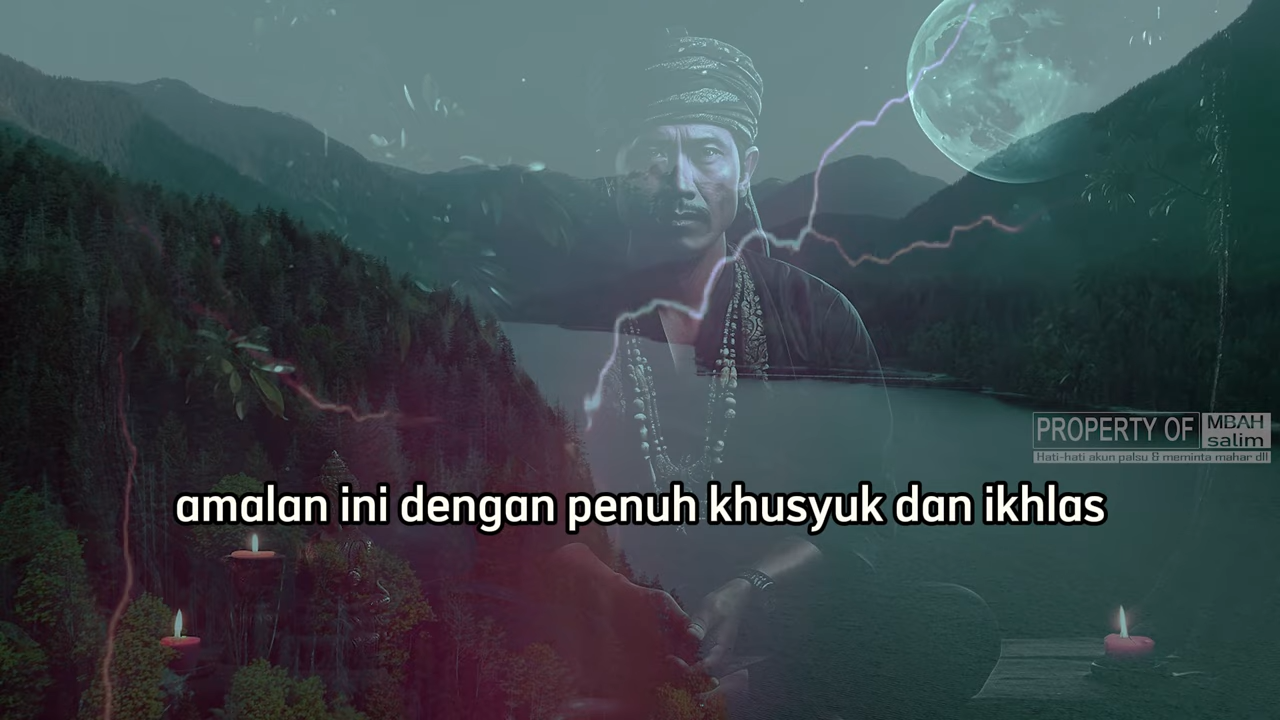 PROPERTY OF MBAH salim
Hati-hati akun palsu & meminta mahar dll
amalan ini dengan penuh khusyuk dan ikhlas